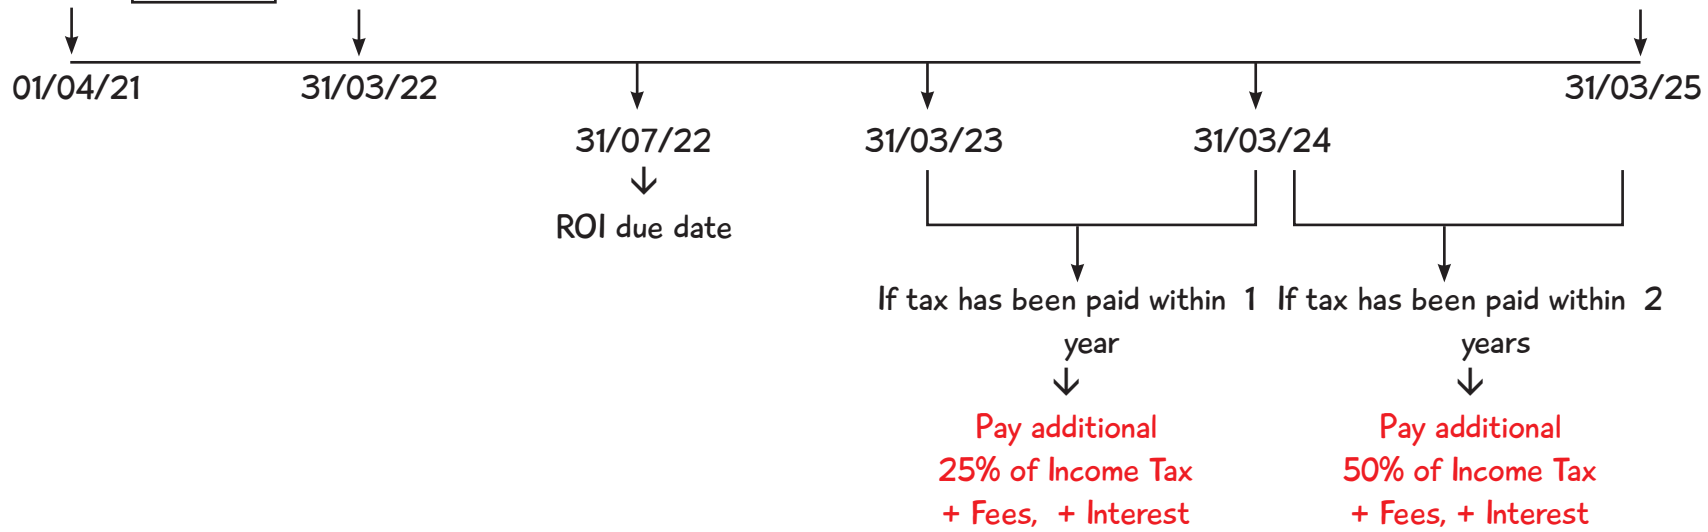 01/04/21
31/03/22
31/03/25
31/07/22
31/03/23
31/03/24
ROI due date
If tax has been paid within 1
year
Pay additional
25% of Income Tax
+ Fees, + Interest
If tax has been paid within 2
years
Pay additional
50% of Income Tax
+ Fees, + Interest